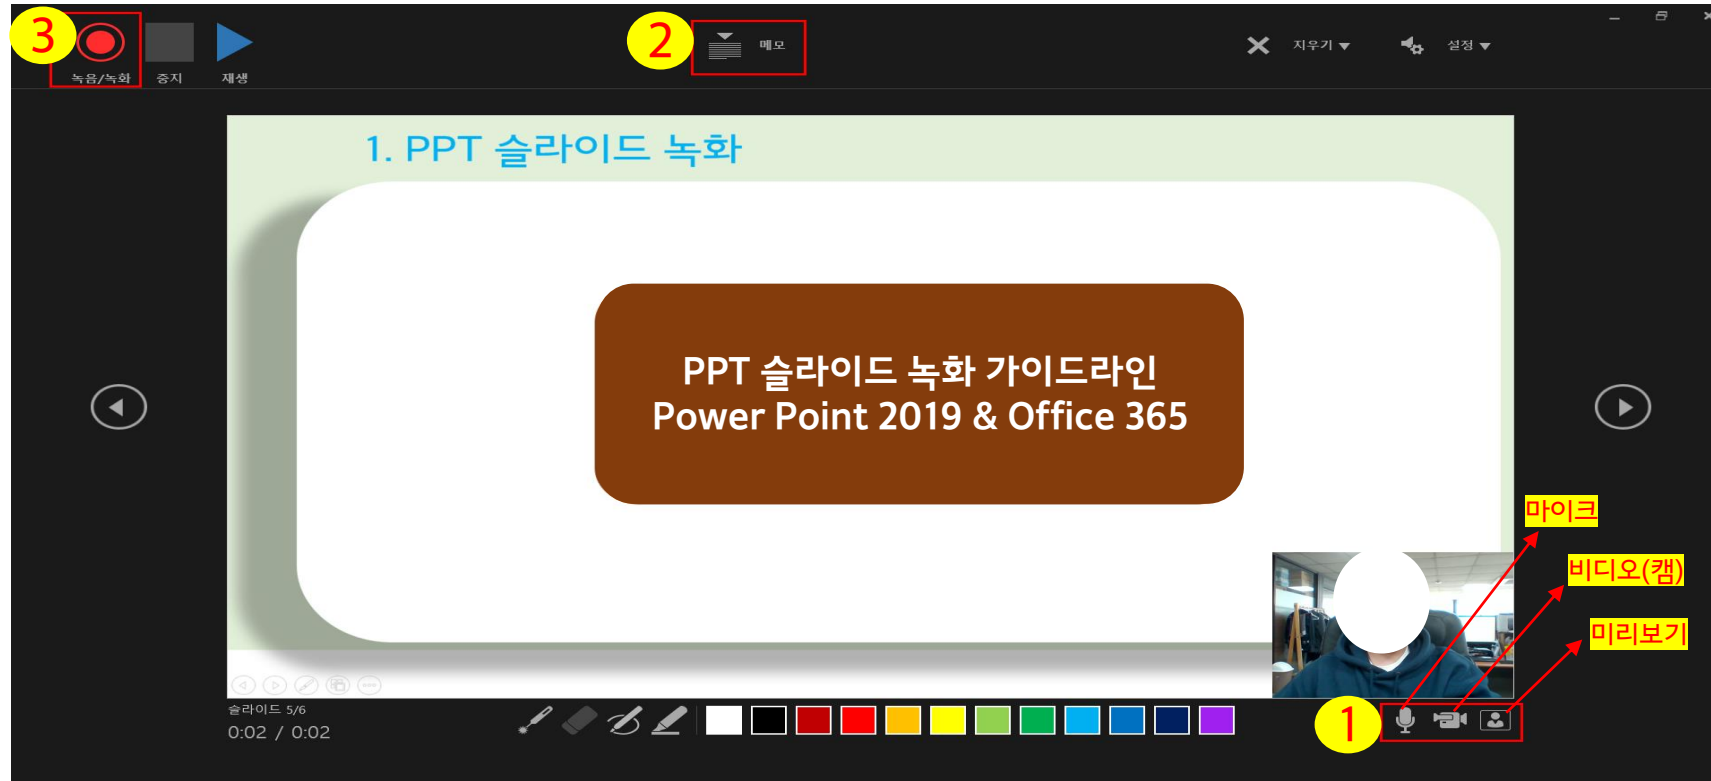 3
녹음/녹화
중지
재생
2
메모
지우기
설정
1. PPT 슬라이드 녹화
PPT 슬라이드 녹화 가이드라인
Power Point 2019 & Office 365
마이크
비디오(캠)
미리보기
슬라이드 5/6
0:02 / 0:02
1